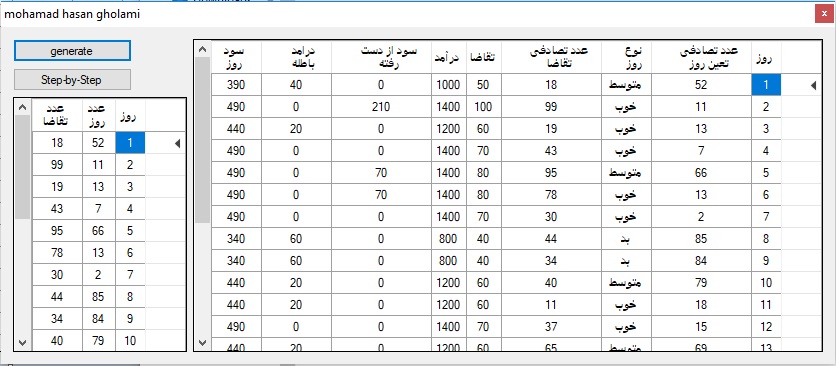 mohamad hasan gholami
x
generate
Step-by-Step
روز عدد روز عدد تقاضا
1 52 18
2 11 99
3 13 19
4 7 43
5 66 95
6 13 78
7 2 30
8 85 44
9 84 34
10 79 40
روز عدد تصادفی تعین روز نوع روز عدد تصادفی تقاضا تقاضا درآمد سود از دست رفته درامد باطله سود روز
1 52 متوسط 18 50 1000 0 40 390
2 11 خوب 99 100 1400 210 0 490
3 13 خوب 19 60 1200 0 20 440
4 7 خوب 43 70 1400 0 0 490
5 66 متوسط 95 80 1400 70 0 490
6 13 خوب 78 80 1400 70 0 490
7 2 خوب 30 70 1400 0 0 490
8 85 بد 44 40 800 0 60 340
9 84 بد 34 40 800 0 60 340
10 79 متوسط 40 60 1200 0 20 440
11 18 خوب 11 60 1200 0 20 440
12 15 خوب 37 70 1400 0 0 490
13 69 متوسط 65 60 1200 0 20 440